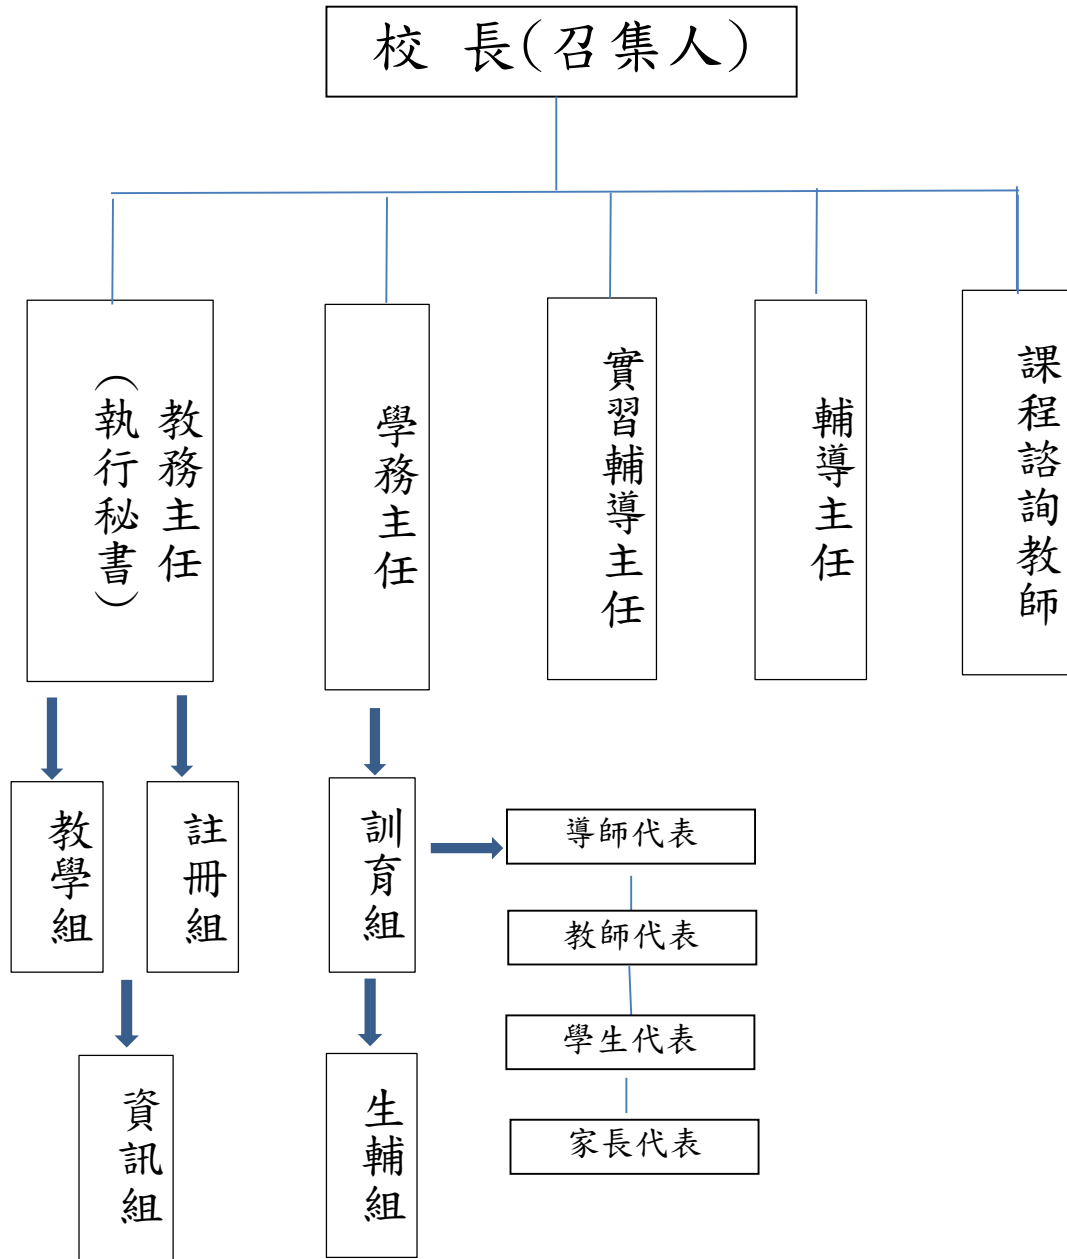 校 長(召集人)
教務主任
(執行秘書)
學務主任
實習輔導主任
輔導主任
課程諮詢教師
教學組
註冊組
訓育組
導師代表
教師代表
學生代表
家長代表
資訊組
生輔組